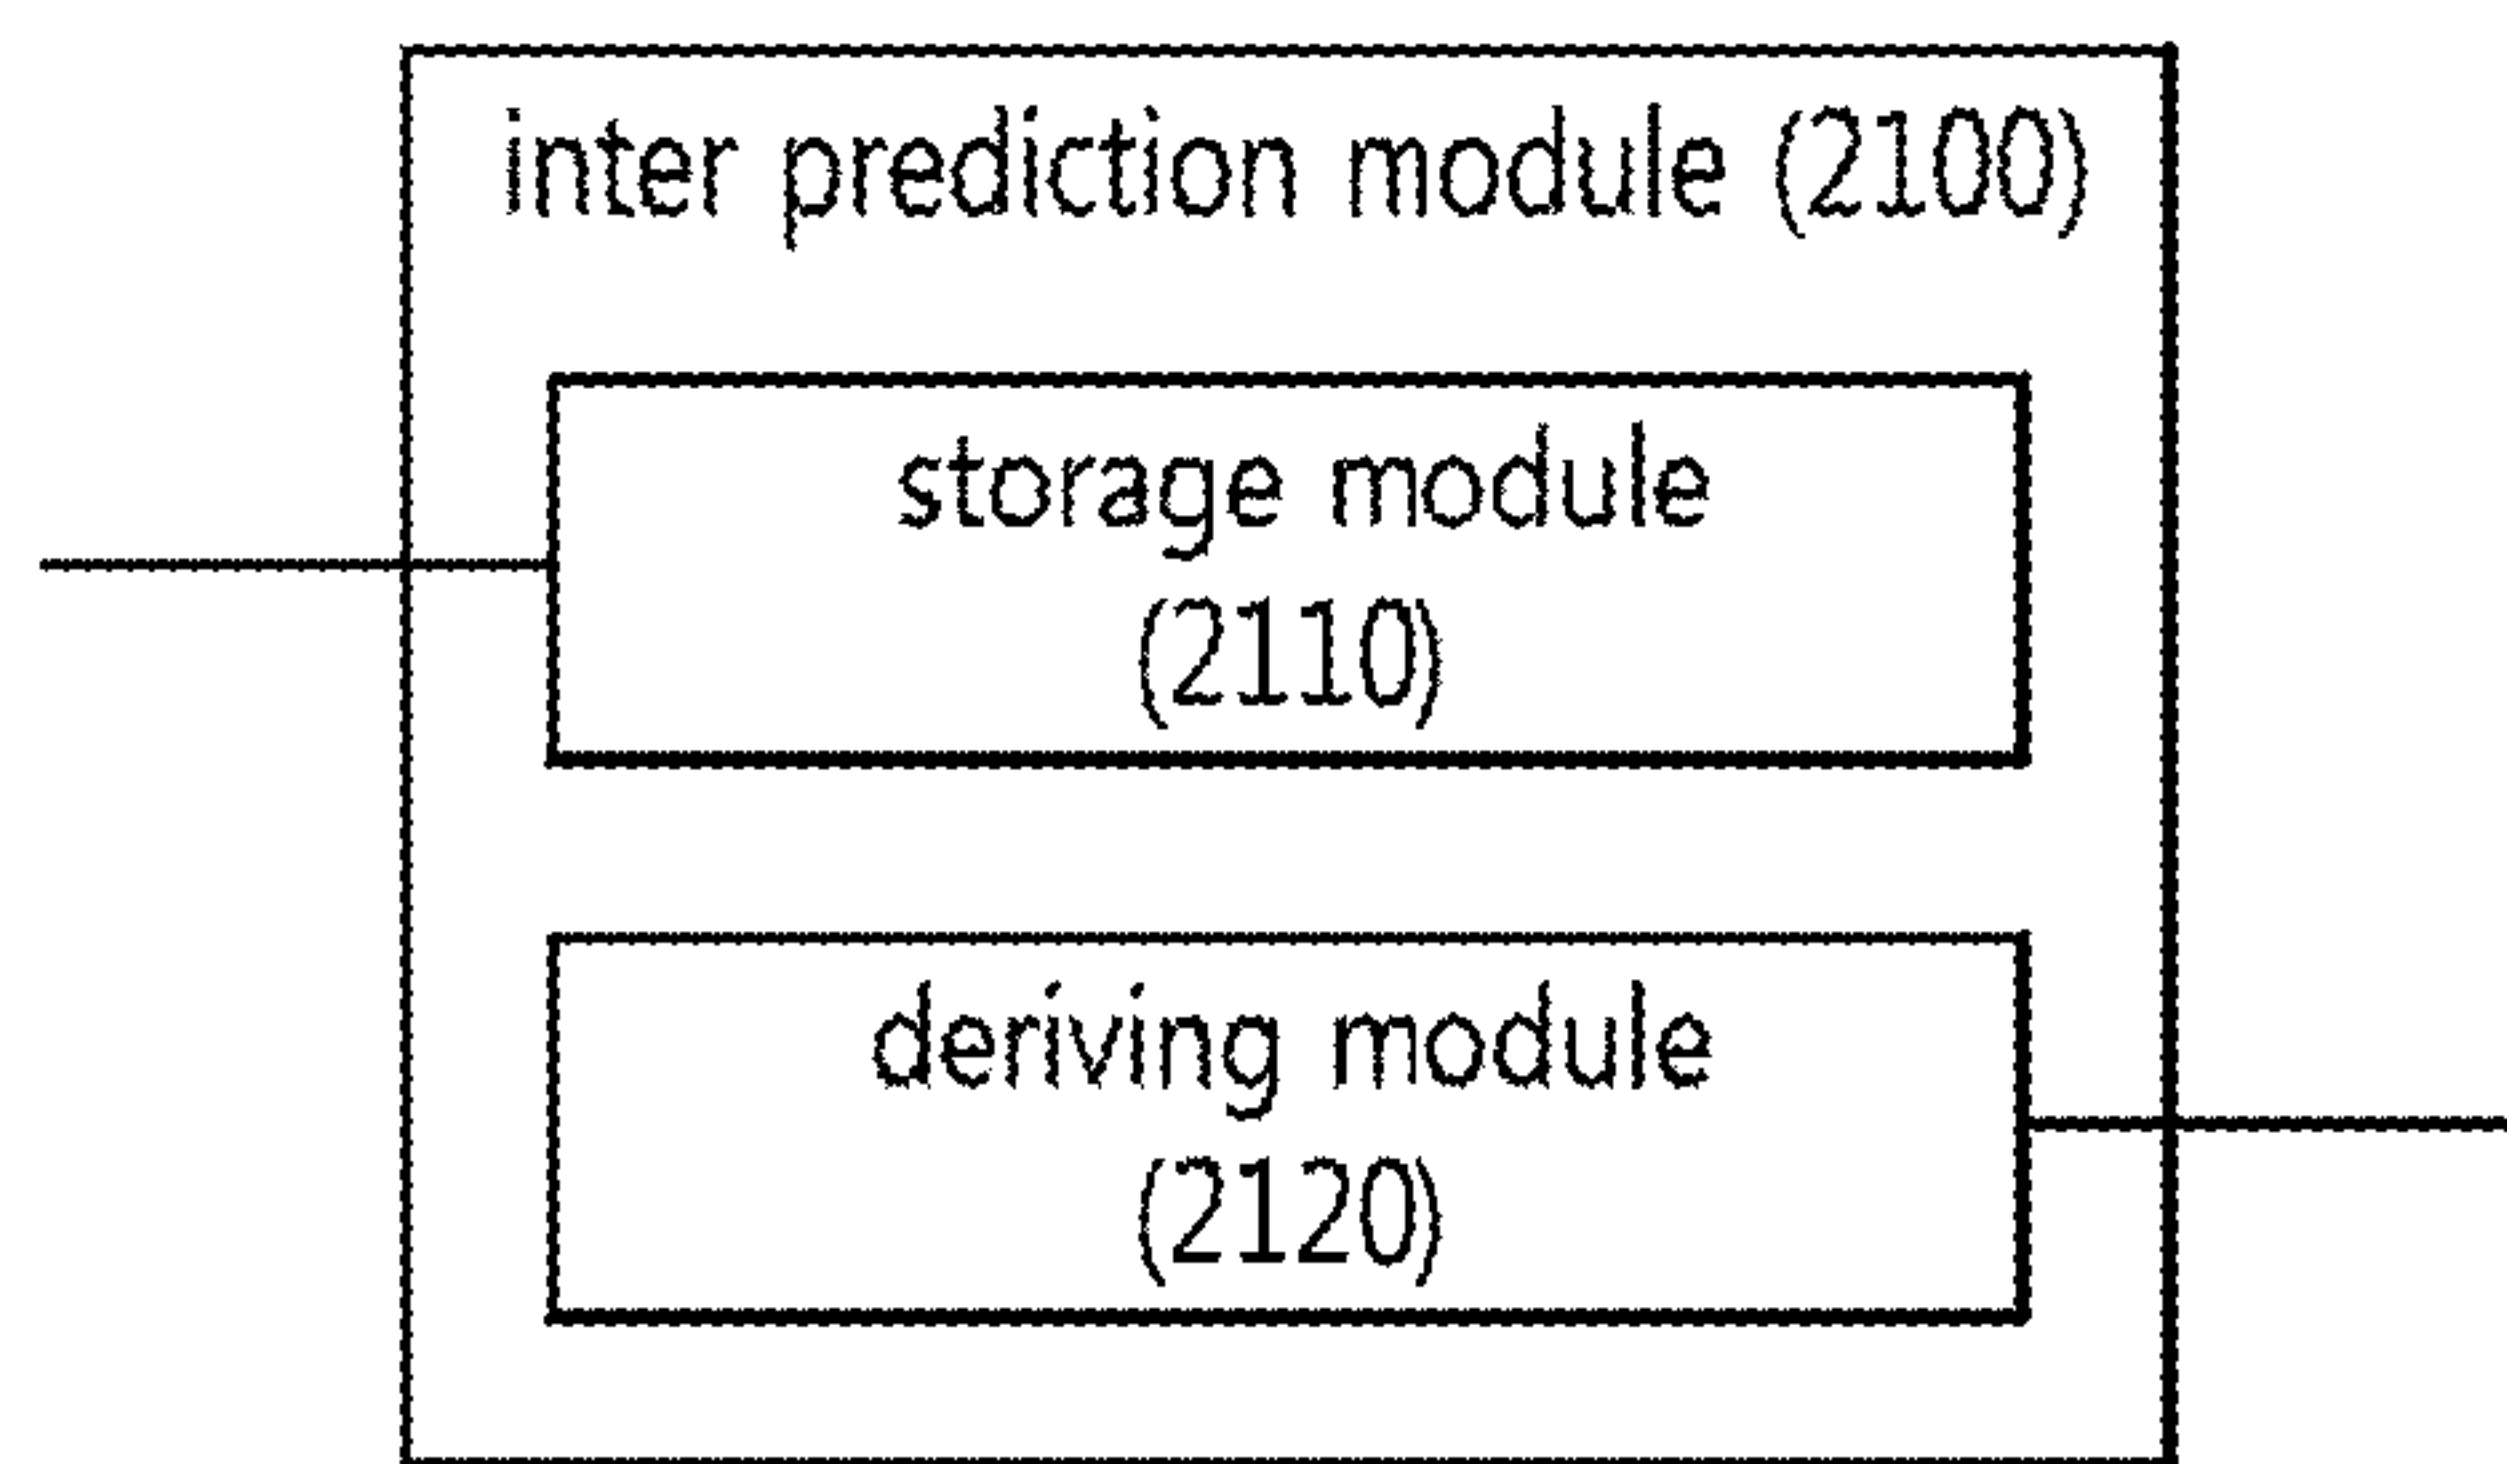 inter prediction module (2100)
storage module
(2110)
deriving module
(2120)